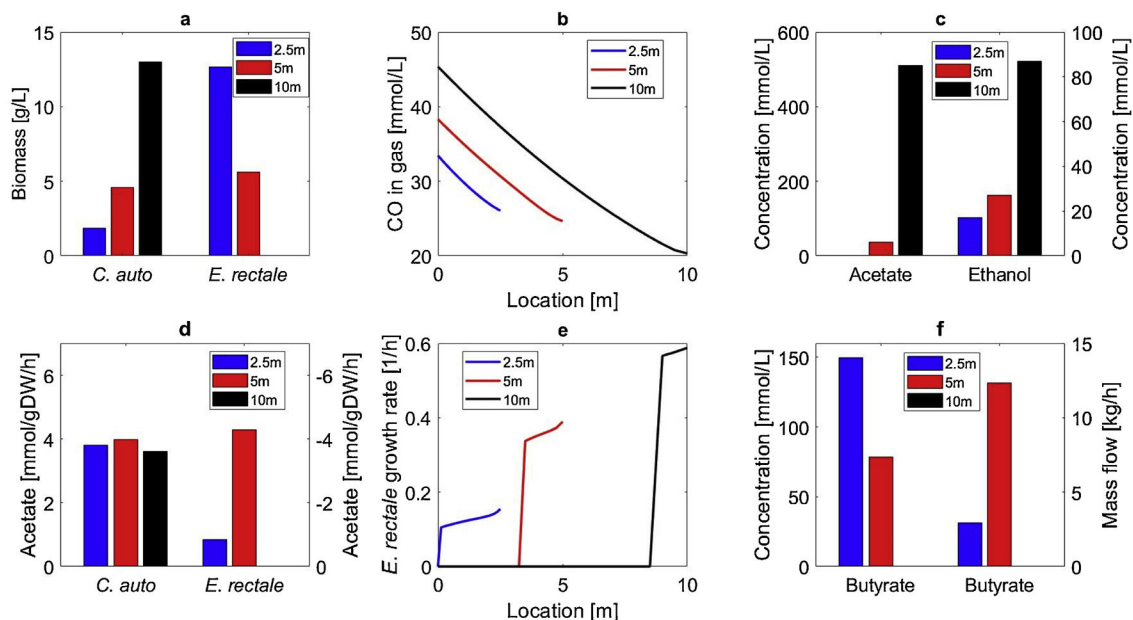 a
Biomass [g/L]
15
10
5
0
2.5m
5m
10m
C. auto
E. rectale
b
CO in gas [mmol/L]
50
40
30
20
2.5m
5m
10m
0
5
10
Location [m]
c
Concentration [mmol/L]
600
400
200
0
2.5m
5m
10m
100
80
60
40
20
0
Concentration [mmol/L]
Acetate
Ethanol
d
Acetate [mmol/gDW/h]
6
4
2
0
2.5m
5m
10m
-6
-4
-2
0
Acetate [mmol/gDW/h]
C. auto
E. rectale
e
E. rectale growth rate [1/h]
0.6
0.4
0.2
0
2.5m
5m
10m
0
5
10
Location [m]
f
Concentration [mmol/L]
150
100
50
0
2.5m
5m
10m
15
10
5
0
Mass flow [kg/h]
Butyrate
Butyrate